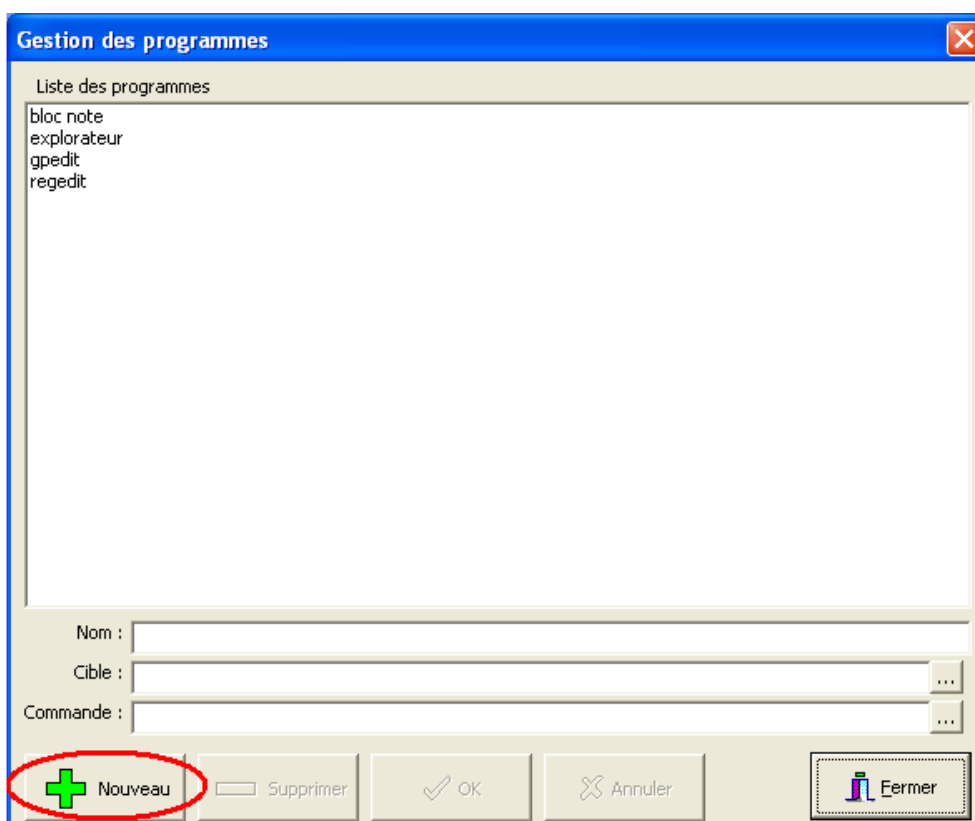 Gestion des programmes
Liste des programmes
bloc note
explorateur
gpedit
regedit
Nom :
Cible :
...
Commande :
...
Nouveau
Supprimer
OK
Annuler
Fermer